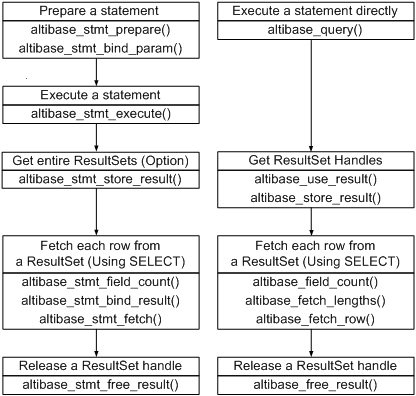 Prepare a statement
altibase_stmt_prepare()
altibase_stmt_bind_param()
Execute a statement
altibase_stmt_execute()
Get entire ResultSets (Option)
altibase_stmt_store_result()
Fetch each row from
a ResultSet (Using SELECT)
altibase_stmt_field_count()
altibase_stmt_bind_result()
altibase_stmt_fetch()
Release a ResultSet handle
altibase_stmt_free_result()
Execute a statement directly
altibase_query()
Get ResultSet Handles
altibase_use_result()
altibase_store_result()
Fetch each row from
a ResultSet (Using SELECT)
altibase_field_count()
altibase_fetch_lengths()
altibase_fetch_row()
Release a ResultSet handle
altibase_free_result()